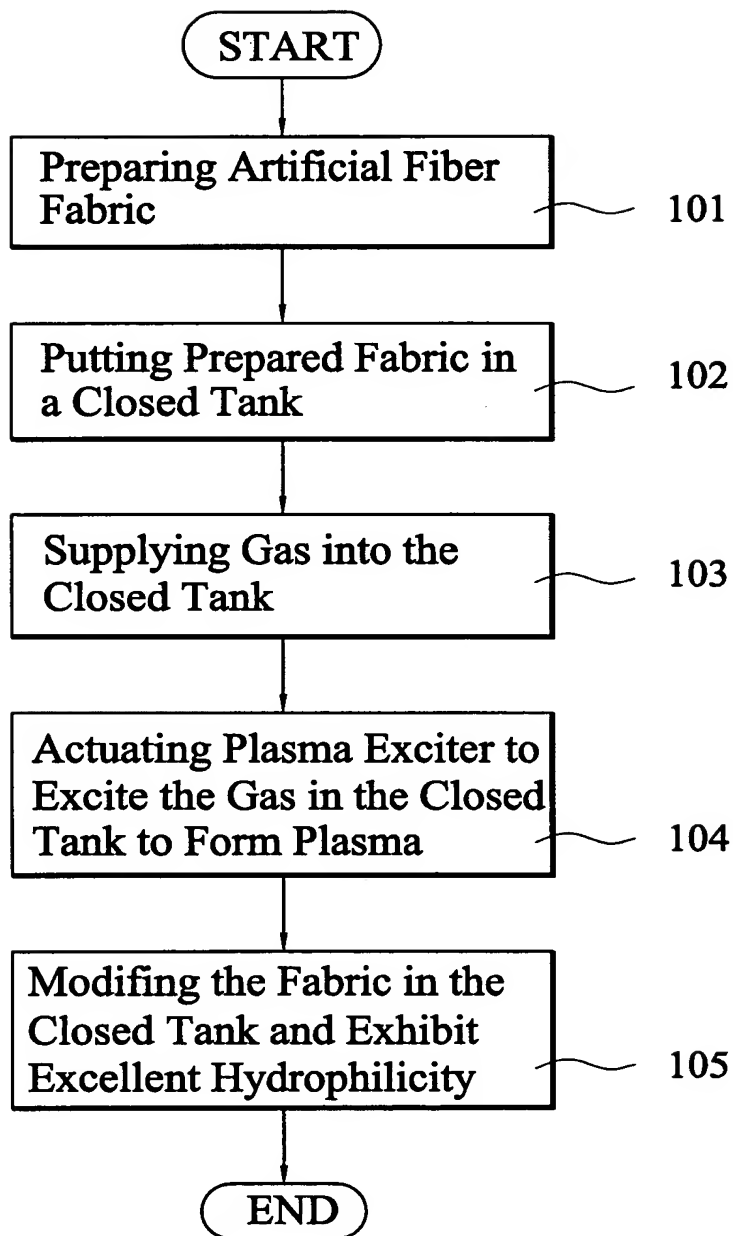 START
Preparing Artificial Fiber
Fabric
101
Putting Prepared Fabric in
a Closed Tank
102
Supplying Gas into the
Closed Tank
103
Actuating Plasma Exciter to
Excite the Gas in the Closed
Tank to Form Plasma
104
Modifing the Fabric in the
Closed Tank and Exhibit
Excellent Hydrophilicity
105
END